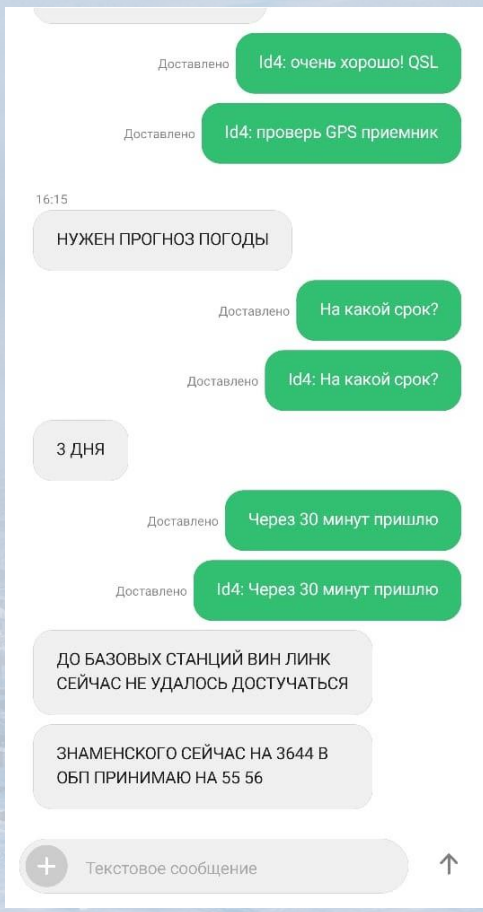 Доставлено
Id4: очень хорошо! QSL
Доставлено
Id4: проверь GPS приемник
16:15
НУЖЕН ПРОГНОЗ ПОГОДЫ
Доставлено
На какой срок?
Доставлено
Id4: На какой срок?
3 ДНЯ
Доставлено
Через 30 минут пришлю
Доставлено
Id4: Через 30 минут пришлю
ДО БАЗОВЫХ СТАНЦИЙ ВИН ЛИНК
СЕЙЧАС НЕ УДАЛОСЬ ДОСТУЧАТЬСЯ
ЗНАМЕНСКОГО СЕЙЧАС НА 3644 В
ОБП ПРИНИМАЮ НА 55 56
Текстовое сообщение